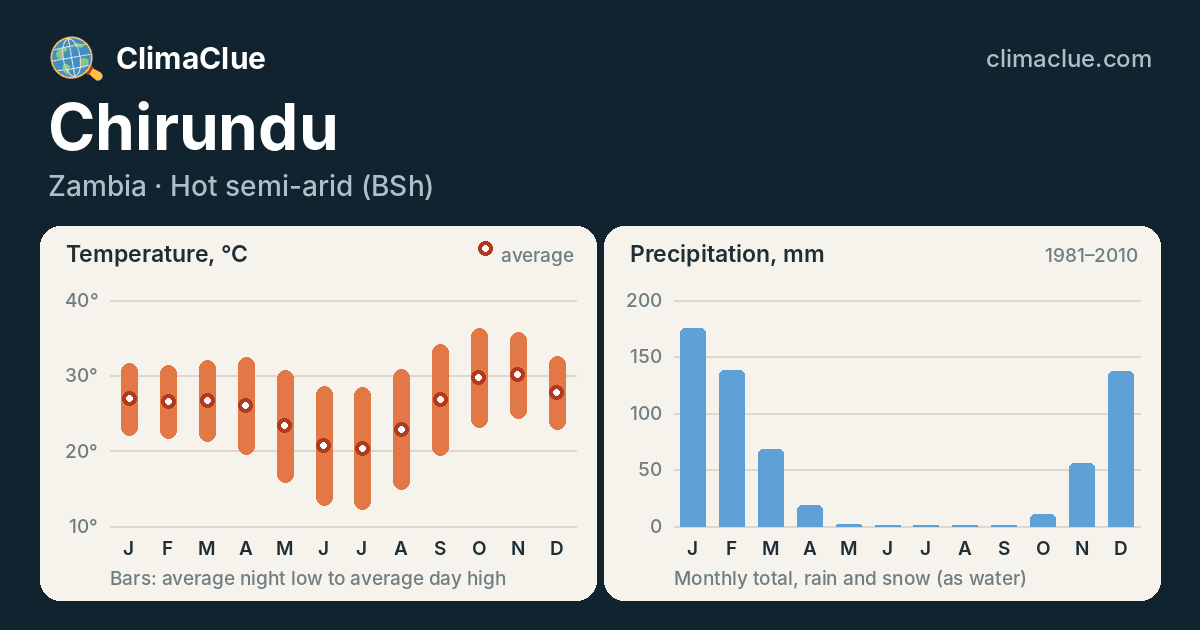 ClimaClue
climaclue.com
Chirundu
Zambia · Hot semi-arid (BSh)
Temperature, °C
average
40°
30°
20°
10°
J F M A M J J A S O N D
Bars: average night low to average day high
Precipitation, mm
1981–2010
200
150
100
50
0
J F M A M J J A S O N D
Monthly total, rain and snow (as water)